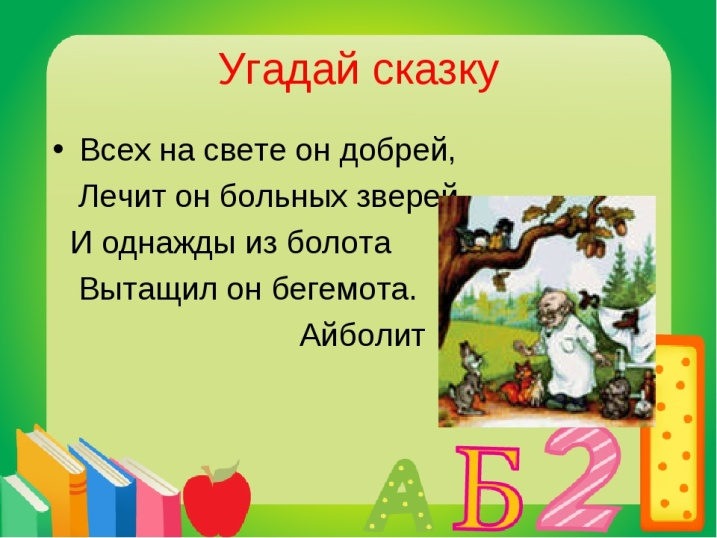 Угадай сказку
• Всех на свете он добрей,
Лечит он больных зверей
И однажды из болота
Вытащил он бегемота.
Айболит
А Б 2 1